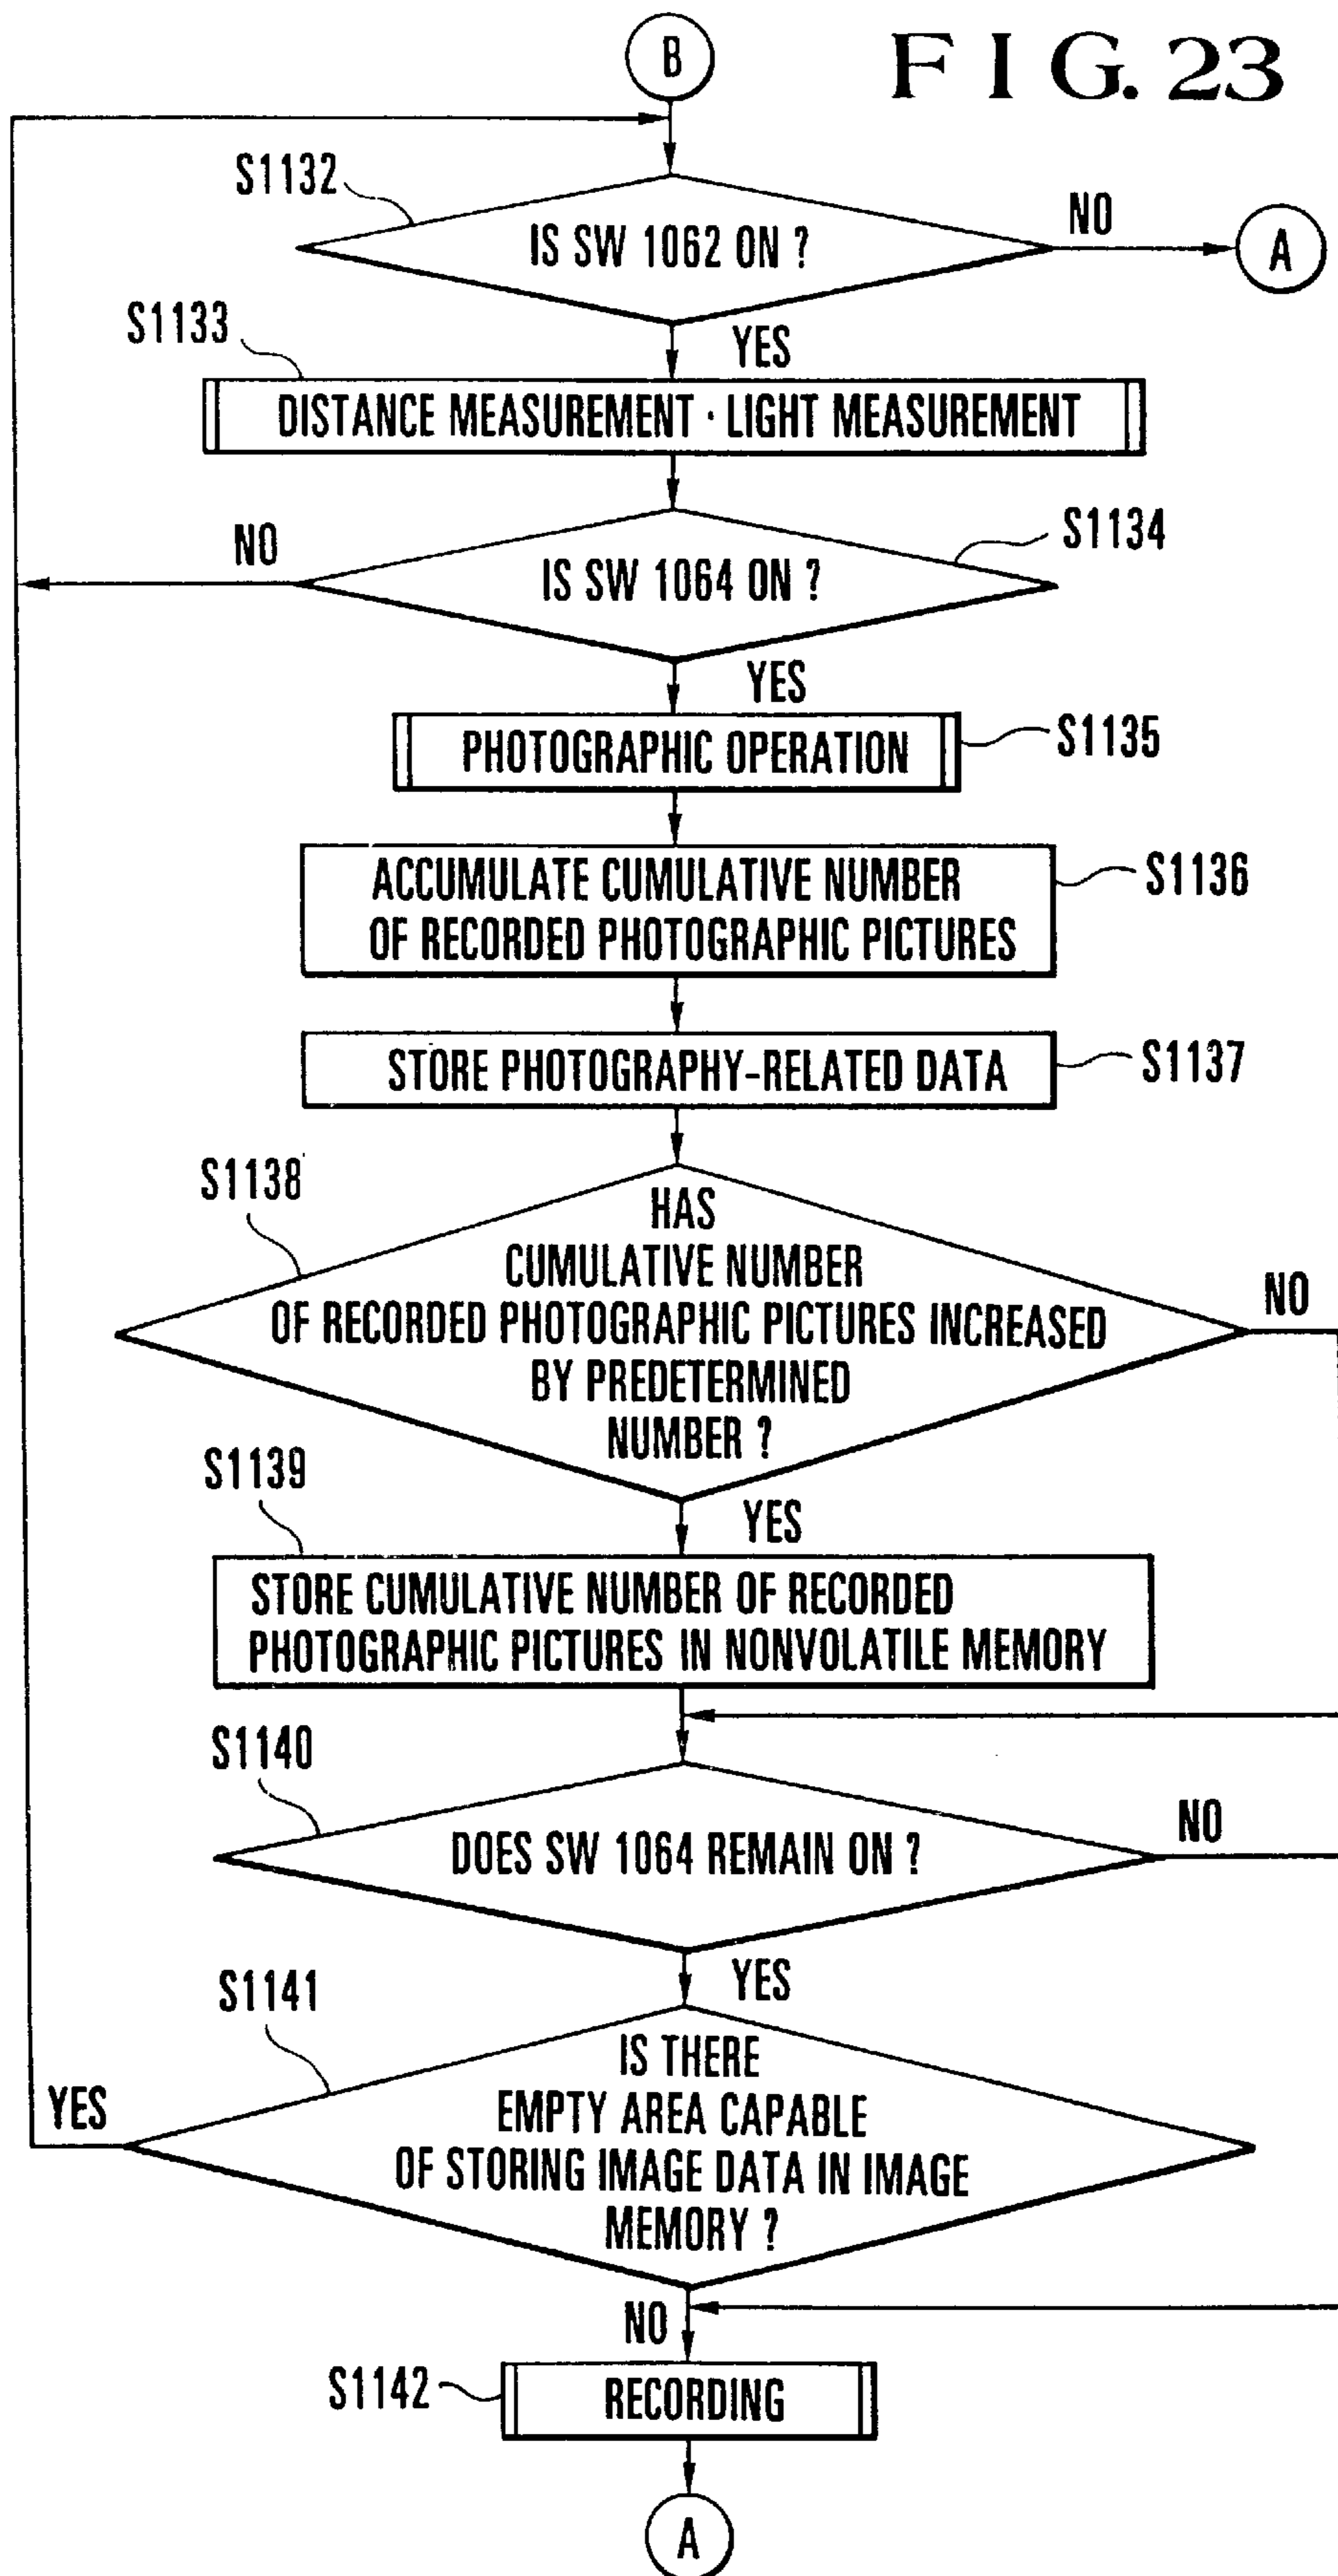 B
F I G. 23
S1132
IS SW 1062 ON ?
NO
A
S1133
YES
DISTANCE MEASUREMENT · LIGHT MEASUREMENT
NO
S1134
IS SW 1064 ON ?
YES
PHOTOGRAPHIC OPERATION
S1135
ACCUMULATE CUMULATIVE NUMBER
OF RECORDED PHOTOGRAPHIC PICTURES
S1136
STORE PHOTOGRAPHY-RELATED DATA
S1137
S1138
HAS
CUMULATIVE NUMBER
OF RECORDED PHOTOGRAPHIC PICTURES INCREASED
BY PREDETERMINED
NUMBER ?
NO
S1139
YES
STORE CUMULATIVE NUMBER OF RECORDED
PHOTOGRAPHIC PICTURES IN NONVOLATILE MEMORY
S1140
DOES SW 1064 REMAIN ON ?
NO
YES
S1141
IS THERE
EMPTY AREA CAPABLE
OF STORING IMAGE DATA IN IMAGE
MEMORY ?
YES
NO
S1142
RECORDING
A